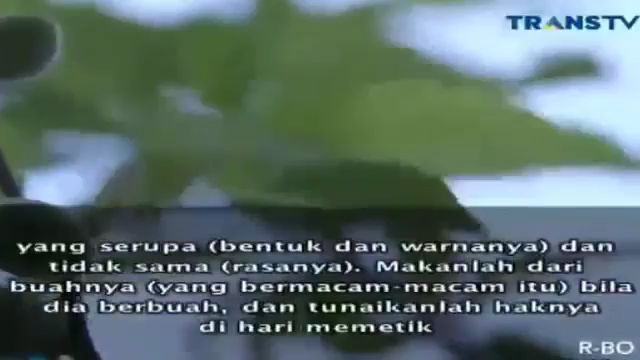 TRANSTV
yang serupa (bentuk dan warnanya) dan
tidak sama (rasanya). Makanlah dari
buahnya (yang bermacam-macam itu) bila
dia berbuah, dan tunaikanlah haknya
di hari memetik
R-BO